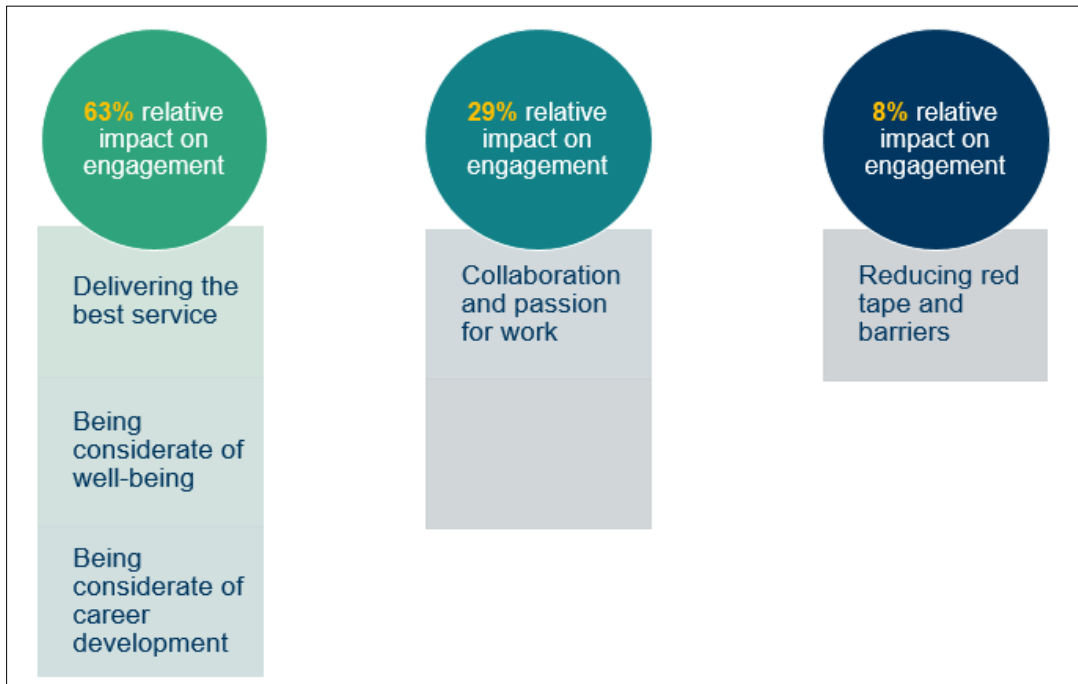 63% relative
impact on
engagement
Delivering the
best service
Being
considerate of
well-being
Being
considerate of
career
development
29% relative
impact on
engagement
Collaboration
and passion
for work
8% relative
impact on
engagement
Reducing red
tape and
barriers